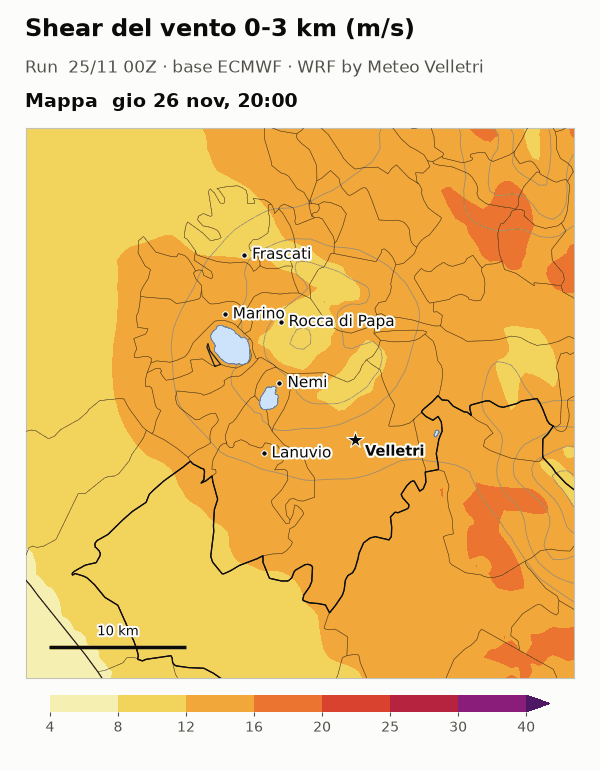 Shear del vento 0-3 km (m/s)
Run 25/11 00Z · base ECMWF · WRF by Meteo Velletri
Mappa gio 26 nov, 20:00
Frascati
Marino
Rocca di Papa
Nemi
Velletri
Lanuvio
10 km
4 8 12 16 20 25 30 40